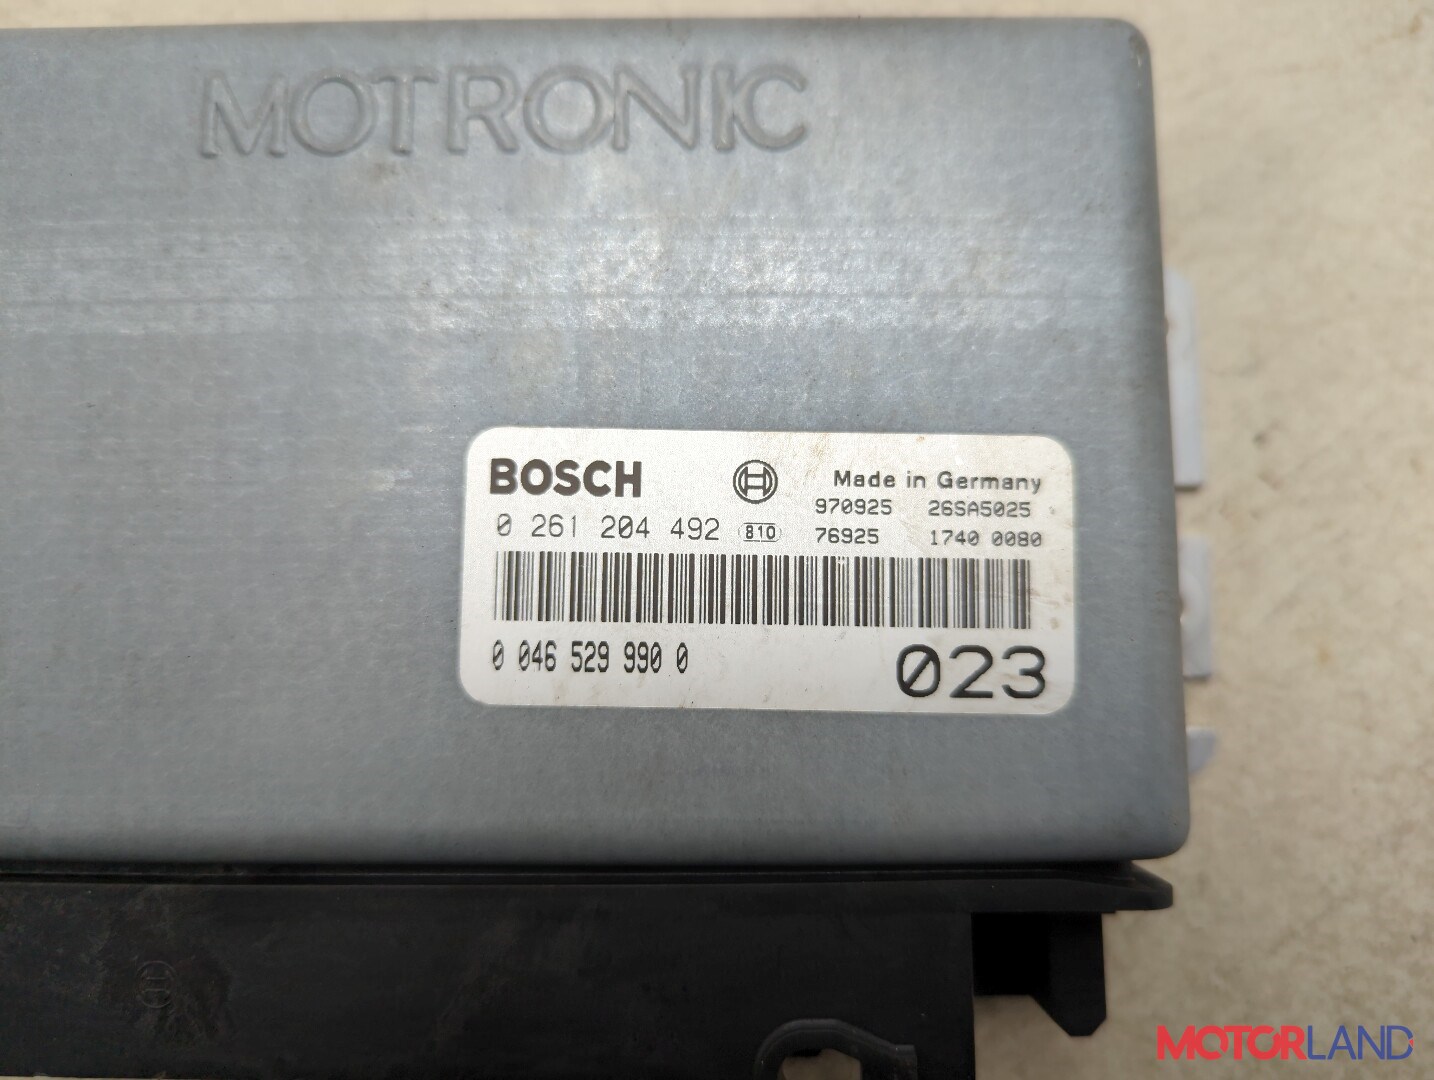 MOTRONIC
BOSCH
Made in Germany
970925 26SA5025
0 261 204 492 810 76925 1740 0080
0 046 529 990 0
023
MOTORLAND